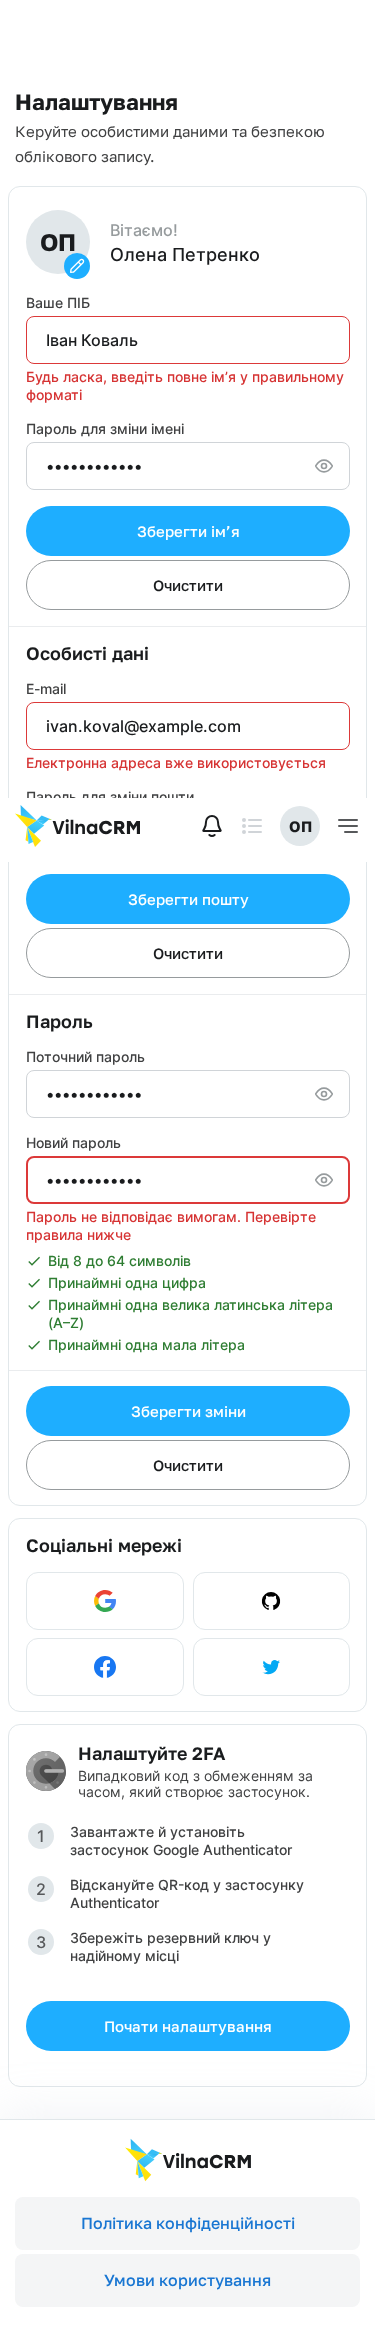 Налаштування
Керуйте особистими даними та безпекою
облікового запису.
ОП
Вітаємо!
Олена Петренко
Ваше ПІБ
Іван Коваль
Будь ласка, введіть повне ім’я у правильному
форматі
Пароль для зміни імені
••••••••••••
Зберегти ім’я
Очистити
Особисті дані
E-mail
ivan.koval@example.com
Електронна адреса вже використовується
Пароль для зміни пошти
VilnaCRM
ОП
Зберегти пошту
Очистити
Пароль
Поточний пароль
••••••••••••
Новий пароль
••••••••••••
Пароль не відповідає вимогам. Перевірте
правила нижче
Від 8 до 64 символів
Принаймні одна цифра
Принаймні одна велика латинська літера
(A–Z)
Принаймні одна мала літера
Зберегти зміни
Очистити
Соціальні мережі
Налаштуйте 2FA
Випадковий код з обмеженням за
часом, який створює застосунок.
1
Завантажте й установіть
застосунок Google Authenticator
2
Відскануйте QR-код у застосунку
Authenticator
3
Збережіть резервний ключ у
надійному місці
Почати налаштування
VilnaCRM
Політика конфіденційності
Умови користування